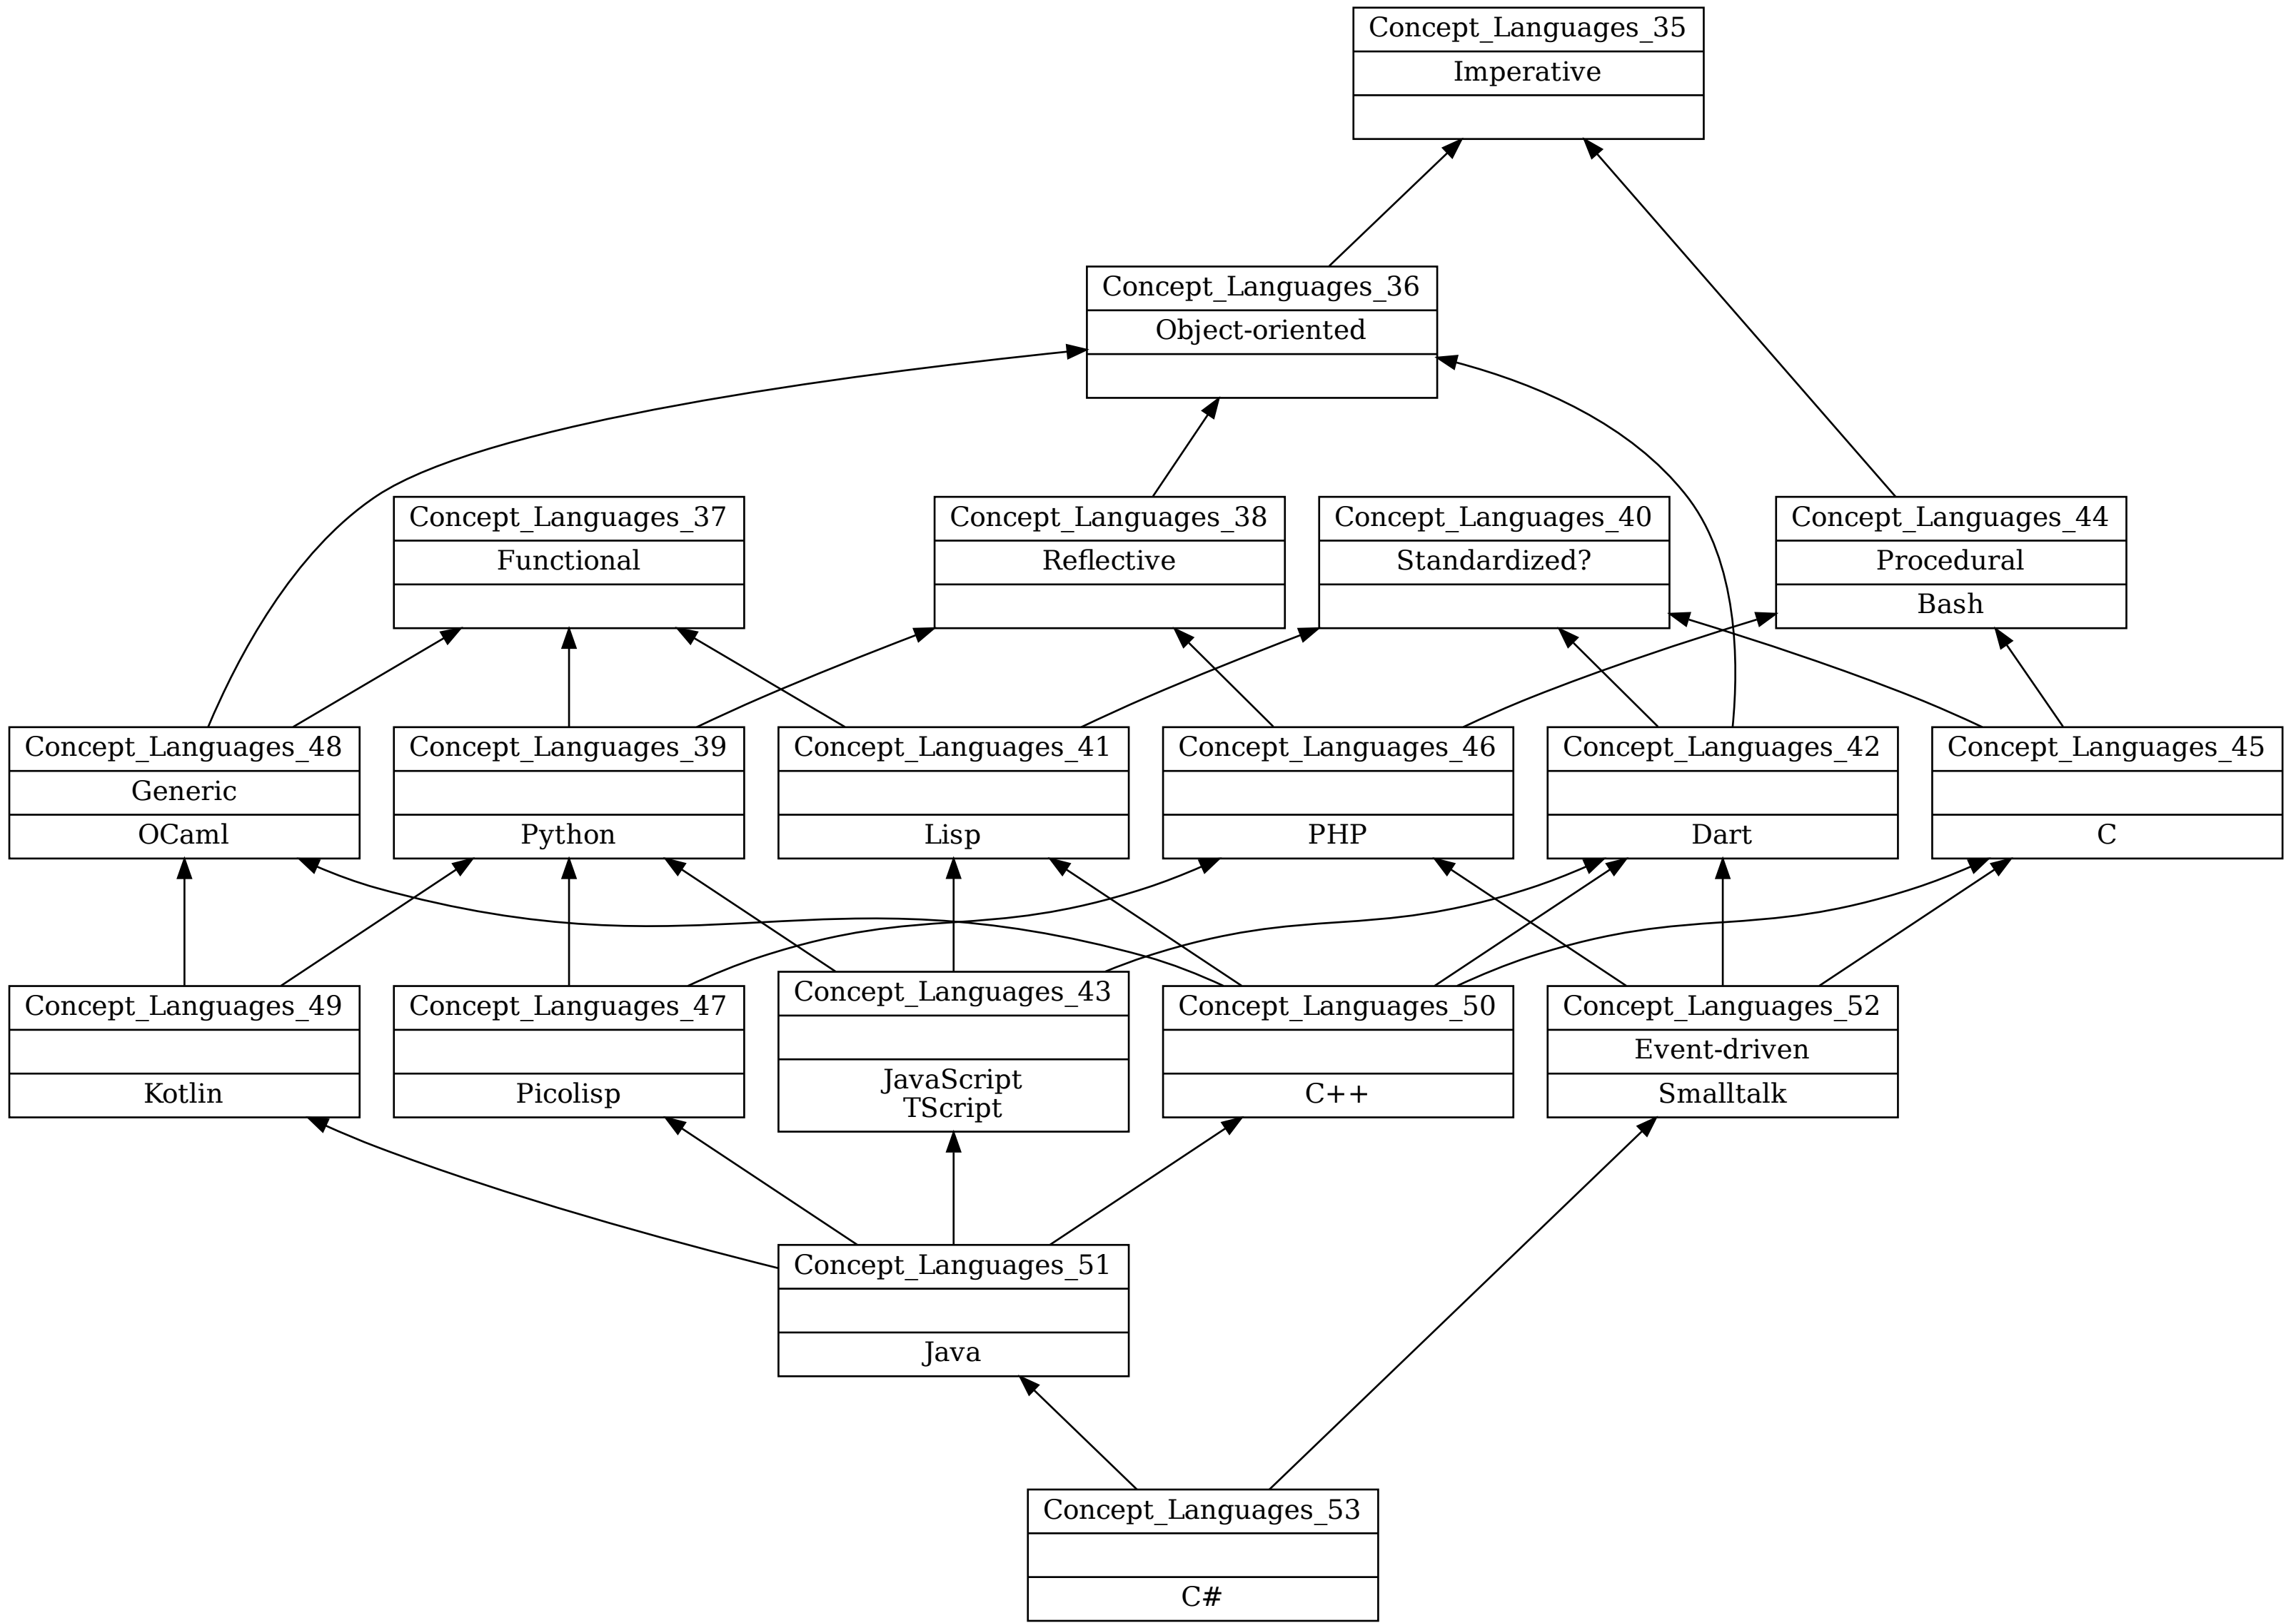 Concept_Languages_35
Imperative
Concept_Languages_36
Object-oriented
Concept_Languages_37
Functional
Concept_Languages_38
Reflective
Concept_Languages_40
Standardized?
Concept_Languages_44
Procedural
Bash
Concept_Languages_48
Generic
OCaml
Concept_Languages_39
Python
Concept_Languages_41
Lisp
Concept_Languages_46
PHP
Concept_Languages_42
Dart
Concept_Languages_45
C
Concept_Languages_49
Kotlin
Concept_Languages_47
Picolisp
Concept_Languages_43
JavaScript
TScript
Concept_Languages_50
C++
Concept_Languages_52
Event-driven
Smalltalk
Concept_Languages_51
Java
Concept_Languages_53
C#